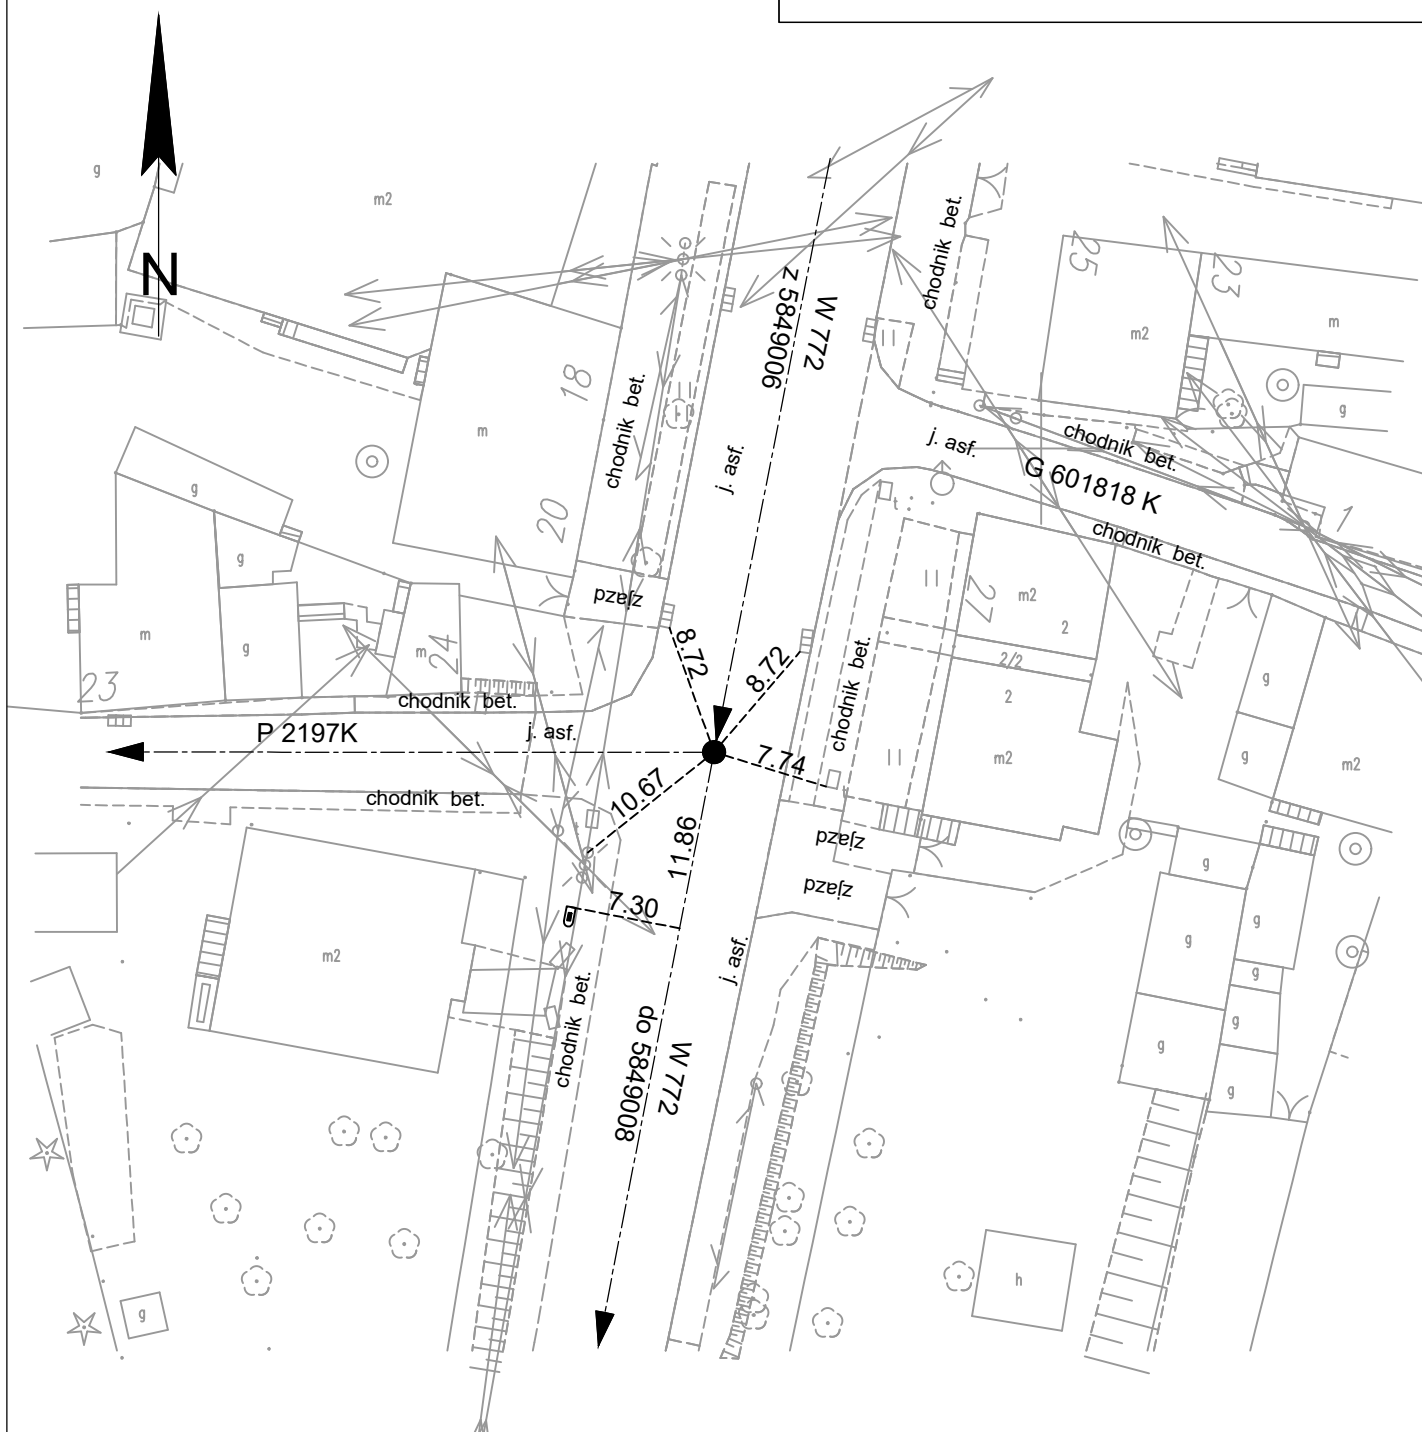 g
m2
N
chodnik bet.
25
23
m2
m
g
W 772
z 5849006
18
m
chodnik bet.
j. asf.
j. asf.
chodnik bet.
G 601818 K
chodnik bet.
1
g
20
g
zjazd
t
27
m2
2
2/2
2
m
g
m
24
23
8.72
8.72
chodnik bet.
chodnik bet.
P 2197K
j. asf.
7.74
m2
g
g
m2
chodnik bet.
10.67
11.86
zjazd
zjazd
t
g
7.30
m2
j. asf.
g
g
g
g
g
g
chodnik bet.
W 772
do 5849008
h
g